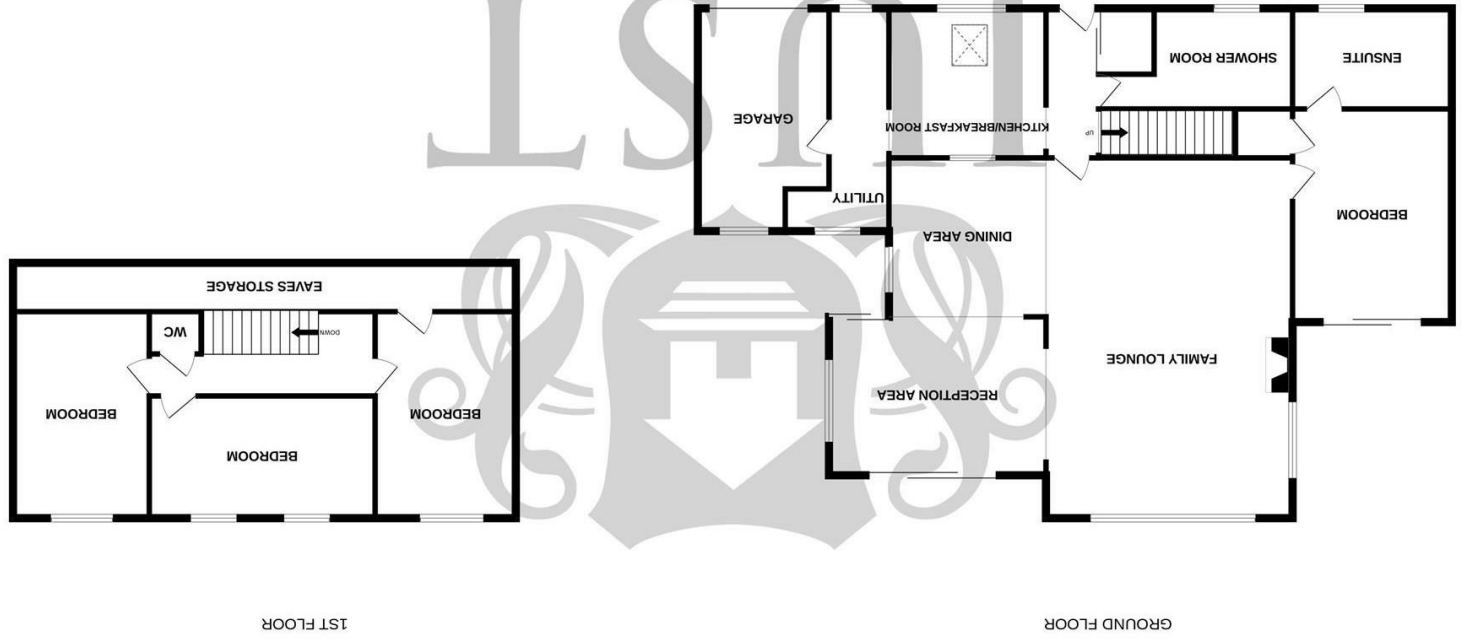 GROUND FLOOR
1ST FLOOR
FAMILY LOUNGE
RECEPTION AREA
DINING AREA
BEDROOM
UTILITY
GARAGE
KITCHEN/BREAKFAST ROOM
UP
ENSUITE
SHOWER ROOM
BEDROOM
BEDROOM
BEDROOM
DOWN
WC
EAVES STORAGE
UST